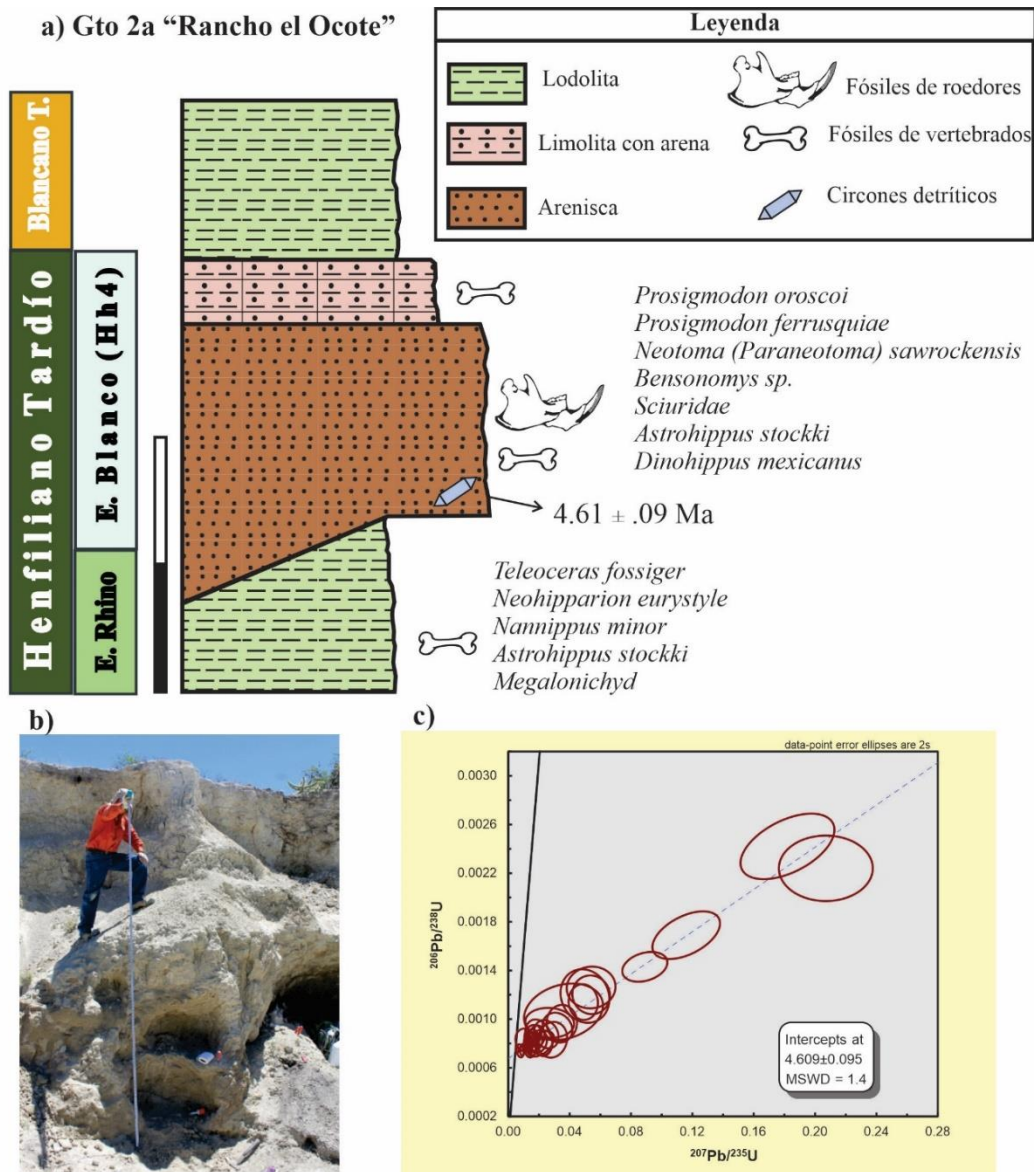 a) Gto 2a “Rancho el Ocote”
Leyenda
Lodolita
Limolita con arena
Arenisca
Fósiles de roedores
Fósiles de vertebrados
Circones detríticos
Blancano T.
Henfiliano Tardío
E. Blanco (Hh4)
E. Rhino
Prosigmodon oroscoi
Prosigmodon ferrusquiae
Neotoma (Paraneotoma) sawrockensis
Bensonomys sp.
Sciuridae
Astrohippus stockki
Dinohippus mexicanus
4.61 ± .09 Ma
Teleoceras fossiger
Neohipparion eurystyle
Nannippus minor
Astrohippus stockki
Megalonichyd
b)
c)
data-point error ellipses are 2s
0.0030
0.0026
0.0022
0.0018
0.0014
0.0010
0.0006
0.0002
206Pb/238U
Intercepts at
4.609±0.095
MSWD = 1.4
0.00 0.04 0.08 0.12 0.16 0.20 0.24 0.28
207Pb/235U